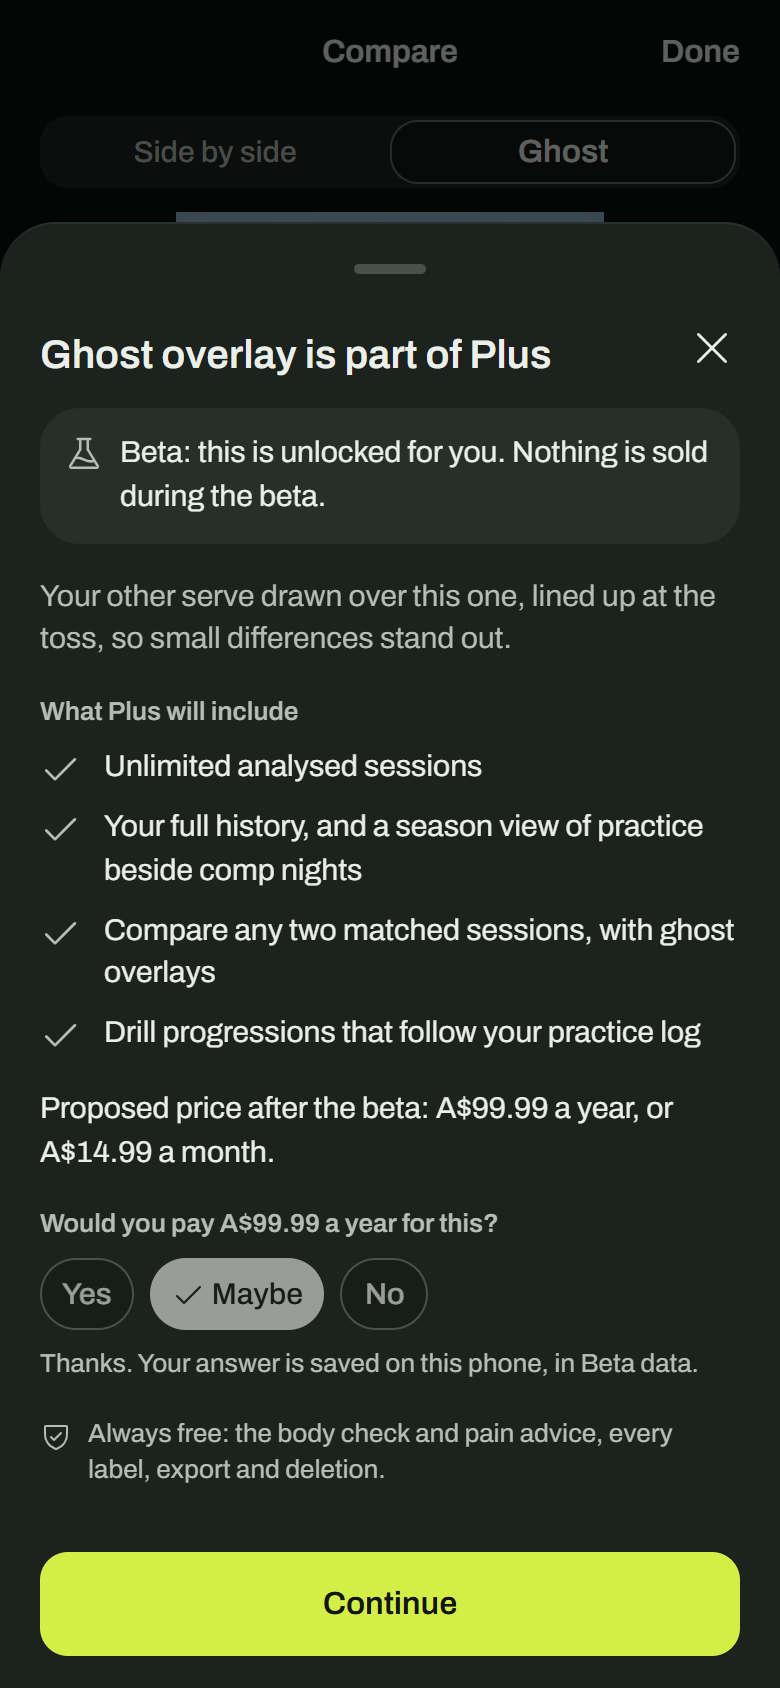 Compare
Done
Side by side
Ghost
Ghost overlay is part of Plus
Beta: this is unlocked for you. Nothing is sold
during the beta.
Your other serve drawn over this one, lined up at the
toss, so small differences stand out.
What Plus will include
Unlimited analysed sessions
Your full history, and a season view of practice
beside comp nights
Compare any two matched sessions, with ghost
overlays
Drill progressions that follow your practice log
Proposed price after the beta: A$99.99 a year, or
A$14.99 a month.
Would you pay A$99.99 a year for this?
Yes
Maybe
No
Thanks. Your answer is saved on this phone, in Beta data.
Always free: the body check and pain advice, every
label, export and deletion.
Continue